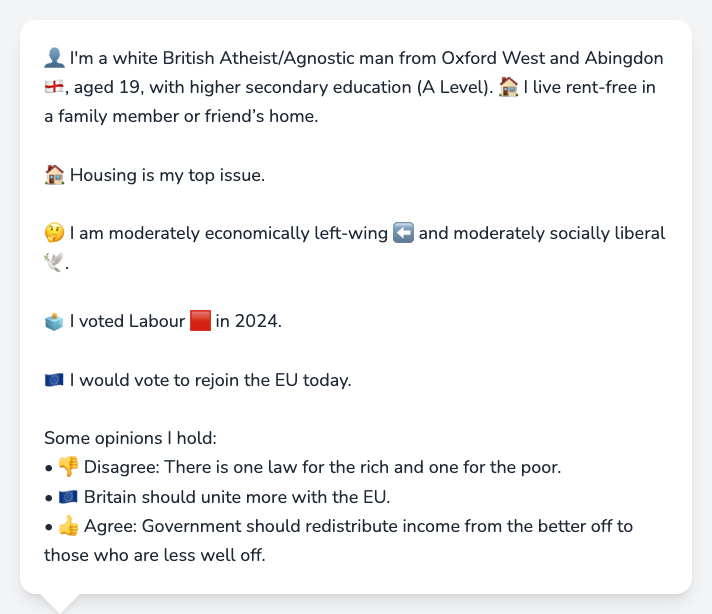 👤 I'm a white British Atheist/Agnostic man from Oxford West and Abingdon
🏴󠁧󠁢󠁥󠁮󠁧󠁿, aged 19, with higher secondary education (A Level). 🏠 I live rent-free in
a family member or friend’s home.
🏠 Housing is my top issue.
🤔 I am moderately economically left-wing ⬅️ and moderately socially liberal
🕊️.
🗳️ I voted Labour 🟥 in 2024.
🇪🇺 I would vote to rejoin the EU today.
Some opinions I hold:
• 👎 Disagree: There is one law for the rich and one for the poor.
• 🇪🇺 Britain should unite more with the EU.
• 👍 Agree: Government should redistribute income from the better off to
those who are less well off.